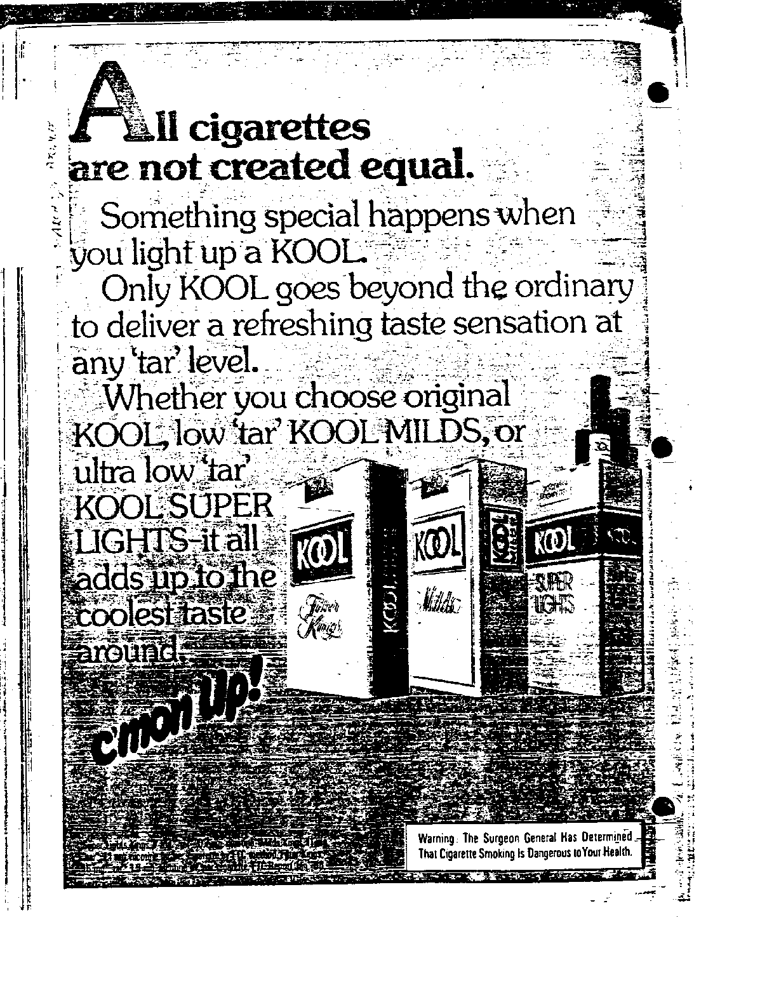 All cigarettes
are not created equal.
Something special happens when
you light up a KOOL.
Only KOOL goes beyond the ordinary
to deliver a refreshing taste sensation at
any ‘tar’ level.
Whether you choose original
KOOL, low ‘tar’ KOOL MILDS, or
ultra low ‘tar’
KOOL SUPER
LIGHTS-it all
adds up to the
coolest taste
around.
c'mon Up!
KOOL
Filter
Kings
KOOL
KOOL
Milds
KOOL
MILDS
KOOL
SUPER
LIGHTS
KOOL
Warning: The Surgeon General Has Determined
That Cigarette Smoking Is Dangerous to Your Health.